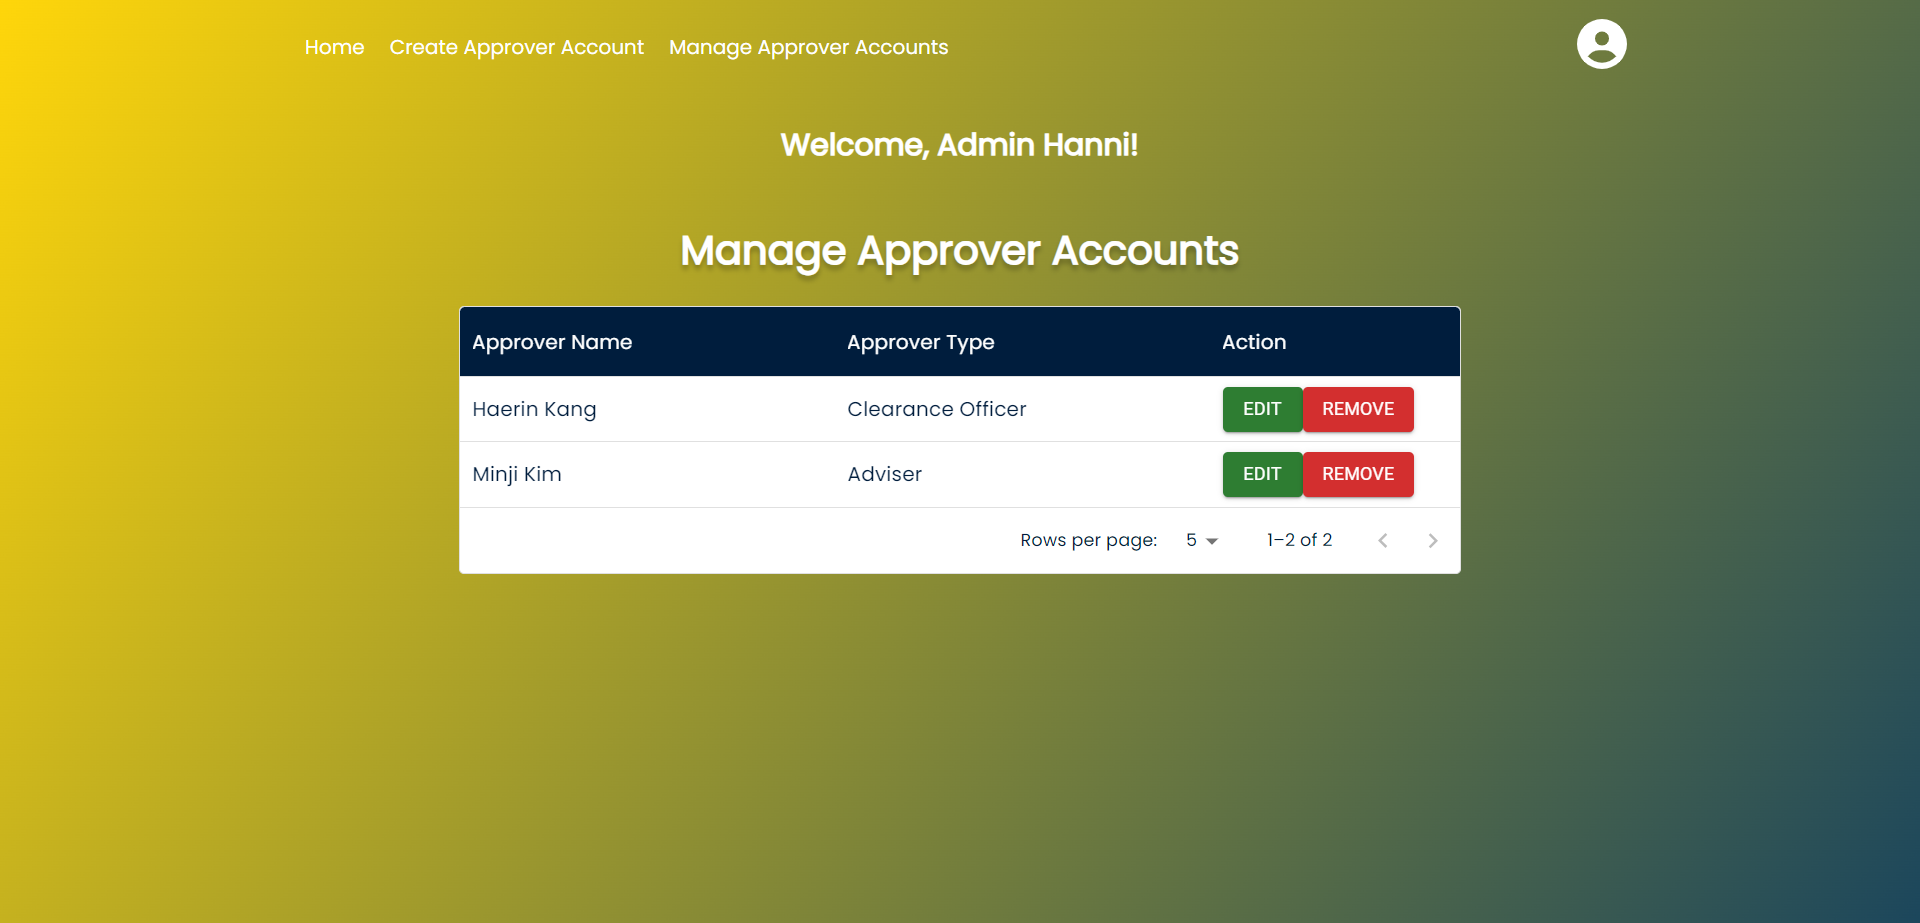 Home Create Approver Account Manage Approver Accounts
Welcome, Admin Hanni!
Manage Approver Accounts
Approver Name Approver Type Action
Haerin Kang Clearance Officer EDIT REMOVE
Minji Kim Adviser EDIT REMOVE
Rows per page: 5 1–2 of 2